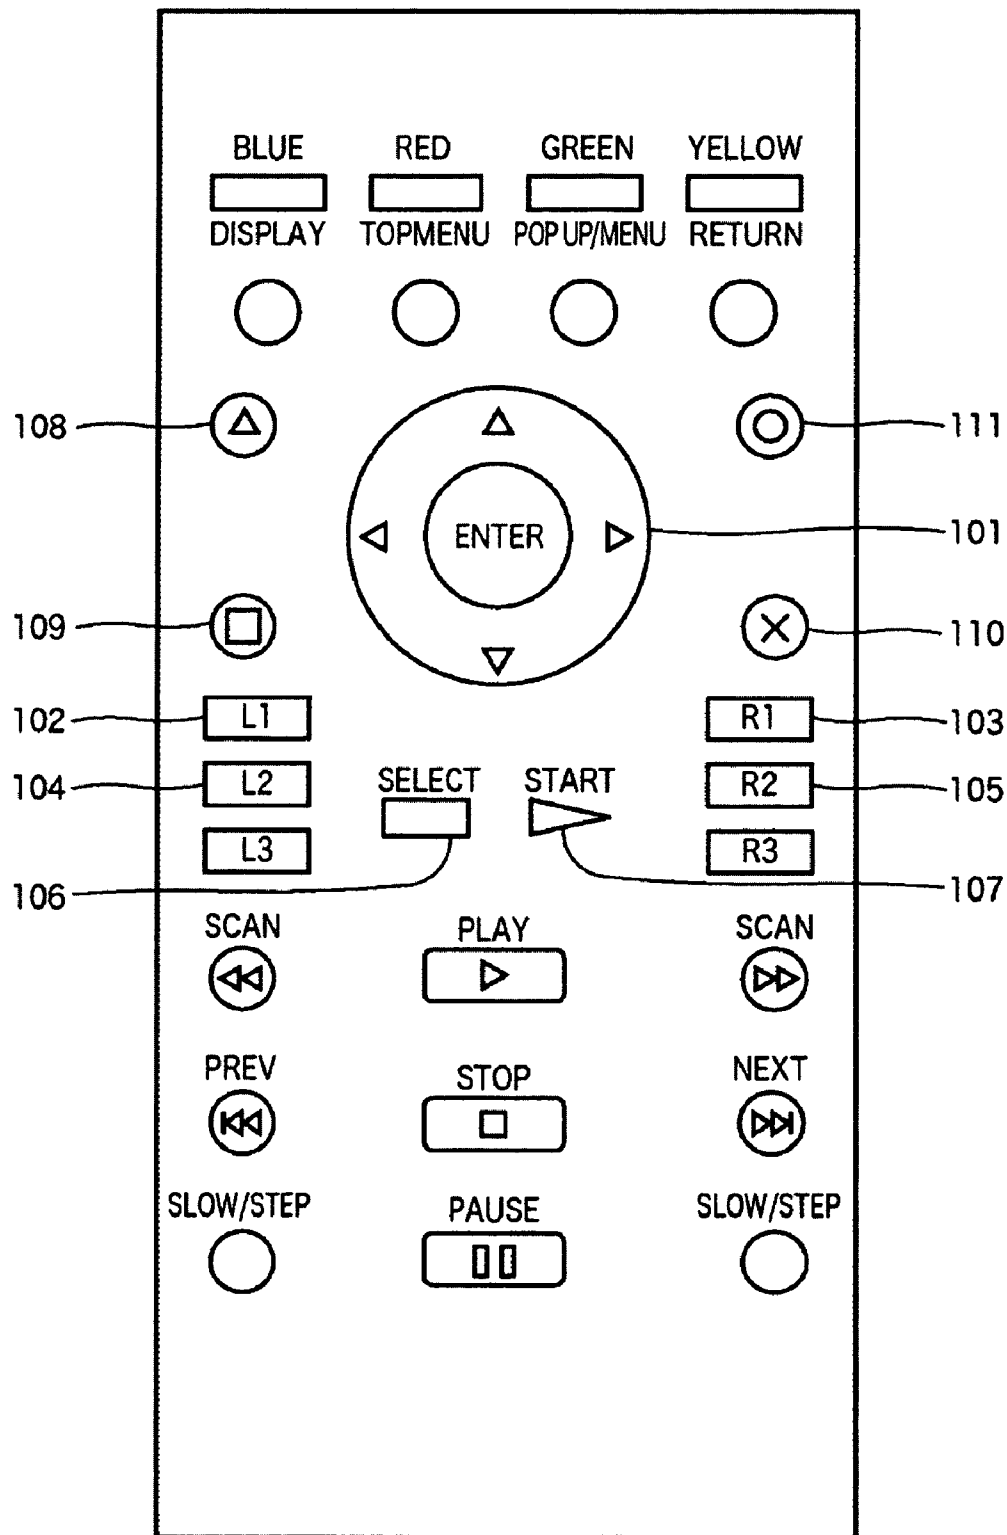 BLUE RED GREEN YELLOW
DISPLAY TOPMENU POP UP/MENU RETURN
108 111
ENTER 101
109 110
102 L1 R1 103
104 L2 SELECT START R2 105
L3 R3
106 107
SCAN PLAY SCAN
PREV STOP NEXT
SLOW/STEP PAUSE SLOW/STEP